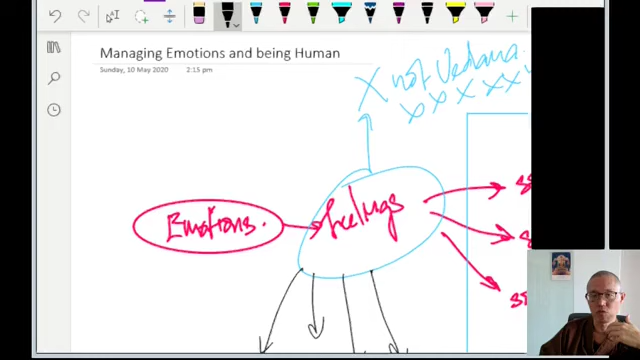 Managing Emotions and being Human
Sunday, 10 May 2020 2:15 pm
X not Vedana.
X X X X X
Emotions.
feelings